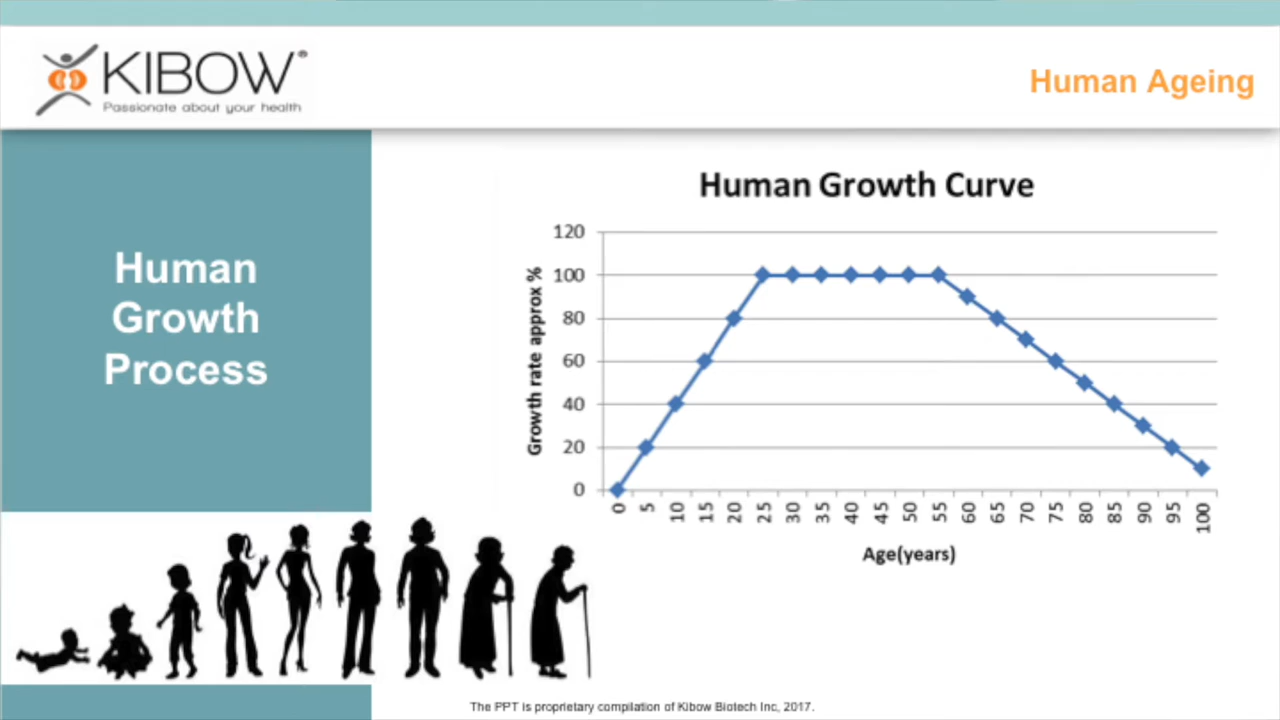 KIBOW®
Passionate about your health
Human Ageing
Human
Growth
Process
Human Growth Curve
Growth rate approx %
120
100
80
60
40
20
0
0 5 10 15 20 25 30 35 40 45 50 55 60 65 70 75 80 85 90 95 100
Age(years)
The PPT is proprietary compilation of Kibow Biotech Inc, 2017.